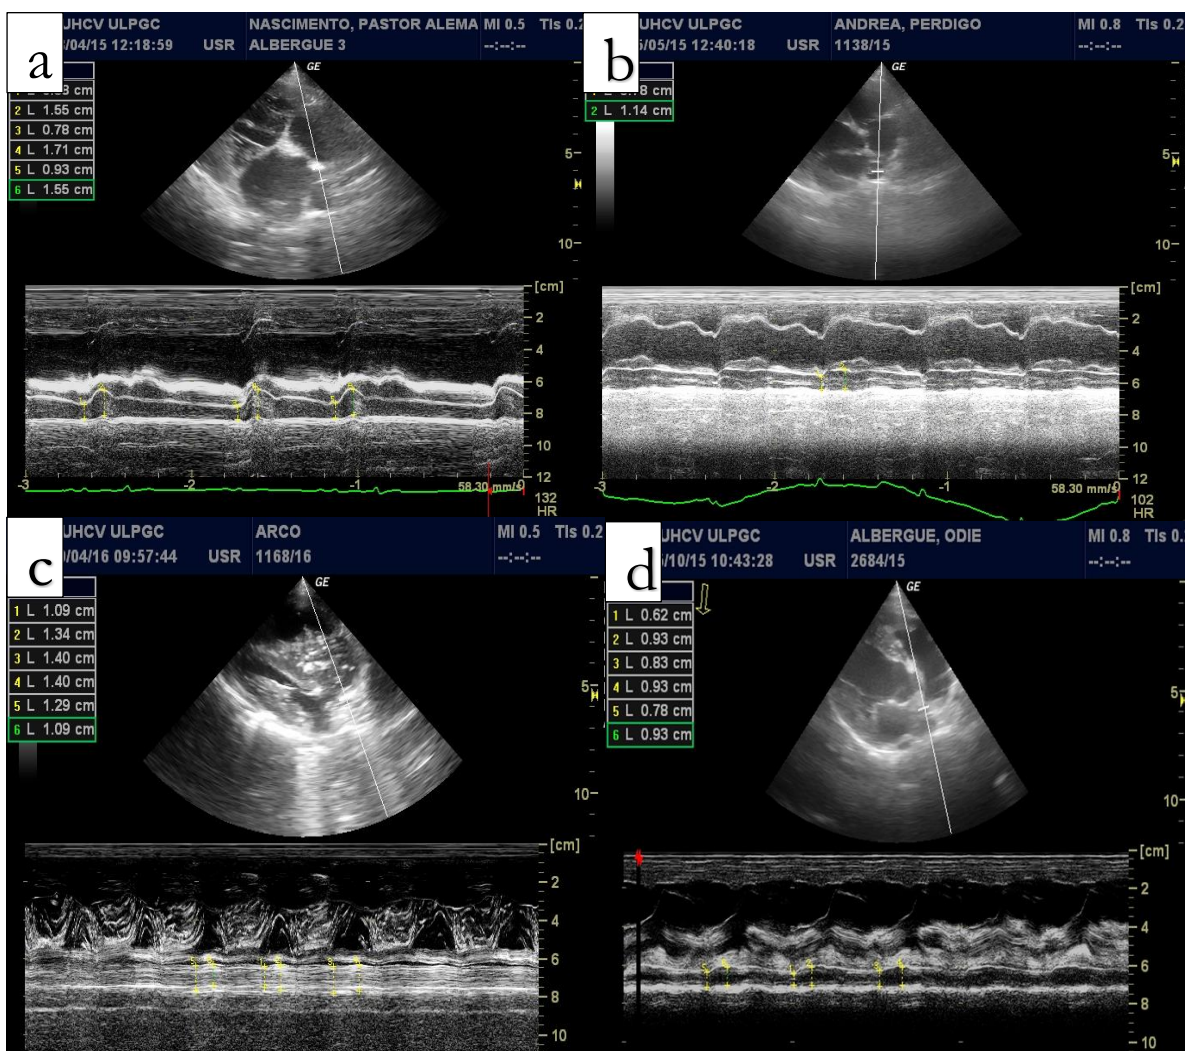 a
UHCV ULPGC
NASCIMENTO, PASTOR ALEMA
MI 0.5 TIs 0.2
/04/15 12:18:59 USR
ALBERGUE 3
--:--:--
GE
2 L 1.55 cm
3 L 0.78 cm
4 L 1.71 cm
5 L 0.93 cm
6 L 1.55 cm
5
10
[cm]
2
4
6
8
10
12
-3
-2
-1
0
58.30 mm/s
132
HR
b
UHCV ULPGC
ANDREA, PERDIGO
MI 0.8 TIs 0.2
/05/15 12:40:18 USR
1138/15
--:--:--
GE
2 L 1.14 cm
5
10
[cm]
2
4
6
8
10
12
-3
-2
-1
58.30 mm/s
102
HR
c
UHCV ULPGC
ARCO
MI 0.5 TIs 0.2
/04/16 09:57:44 USR
1168/16
--:--:--
GE
1 L 1.09 cm
2 L 1.34 cm
3 L 1.40 cm
4 L 1.40 cm
5 L 1.29 cm
6 L 1.09 cm
5
10
[cm]
2
4
6
8
10
d
UHCV ULPGC
ALBERGUE, ODIE
MI 0.8 TIs 0.
/10/15 10:43:28 USR
2684/15
--:--:--
GE
1 L 0.62 cm
2 L 0.93 cm
3 L 0.83 cm
4 L 0.93 cm
5 L 0.78 cm
6 L 0.93 cm
5
10
[cm]
2
4
6
8
10